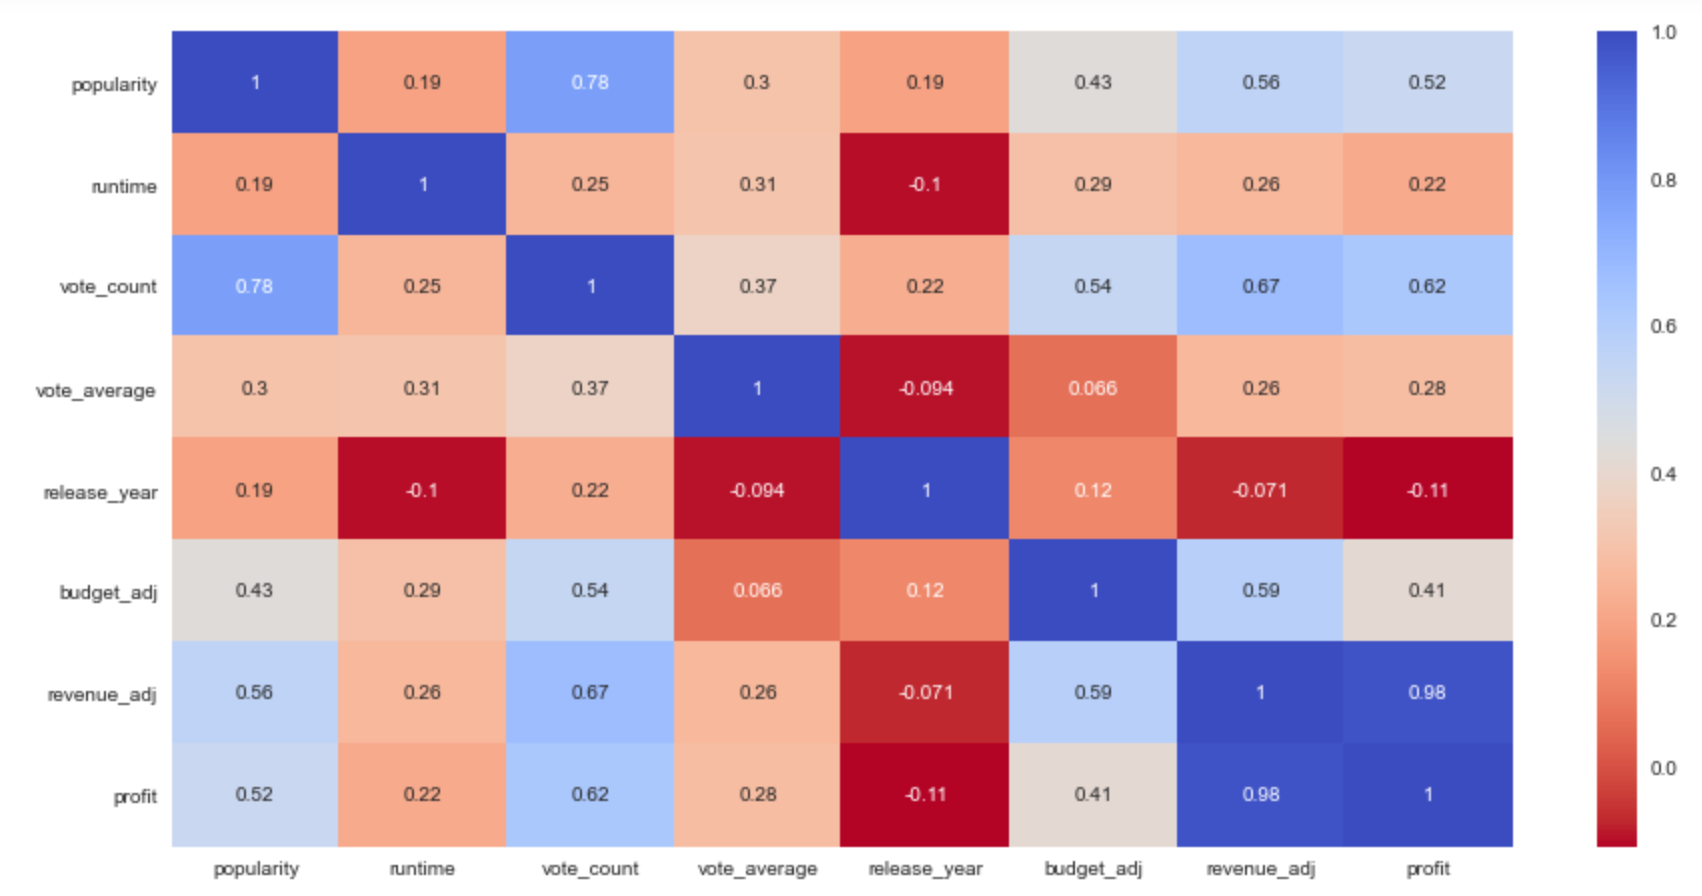 1.0
popularity 1 0.19 0.78 0.3 0.19 0.43 0.56 0.52
0.8
runtime 0.19 1 0.25 0.31 -0.1 0.29 0.26 0.22
vote_count 0.78 0.25 1 0.37 0.22 0.54 0.67 0.62
0.6
vote_average 0.3 0.31 0.37 1 -0.094 0.066 0.26 0.28
0.4
release_year 0.19 -0.1 0.22 -0.094 1 0.12 -0.071 -0.11
budget_adj 0.43 0.29 0.54 0.066 0.12 1 0.59 0.41
0.2
revenue_adj 0.56 0.26 0.67 0.26 -0.071 0.59 1 0.98
0.0
profit 0.52 0.22 0.62 0.28 -0.11 0.41 0.98 1
popularity runtime vote_count vote_average release_year budget_adj revenue_adj profit